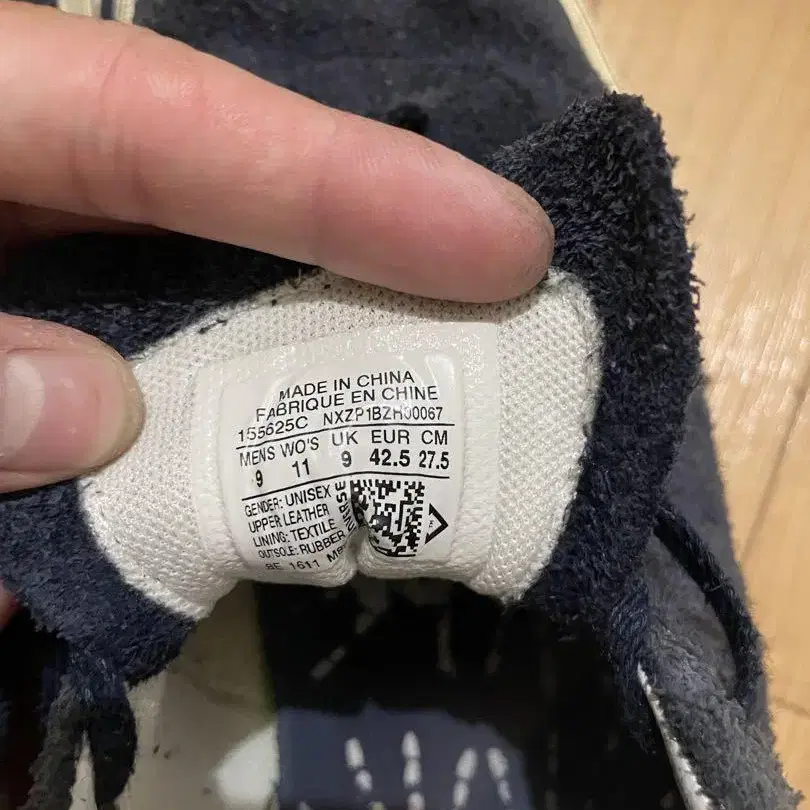 MADE IN CHINA
FABRIQUE EN CHINE
155625C NXZP1BZH00067
MENS WO'S UK EUR CM
9 11 9 42.5 27.5
GENDER: UNISEX
UPPER LEATHER
LINING: TEXTILE
OUTSOLE: RUBBER
1611